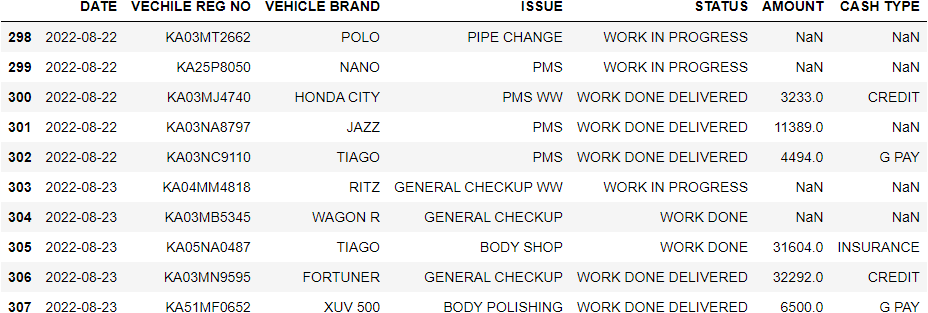 DATE VECHILE REG NO VEHICLE BRAND ISSUE STATUS AMOUNT CASH TYPE
298 2022-08-22 KA03MT2662 POLO PIPE CHANGE WORK IN PROGRESS NaN NaN
299 2022-08-22 KA25P8050 NANO PMS WORK IN PROGRESS NaN NaN
300 2022-08-22 KA03MJ4740 HONDA CITY PMS WW WORK DONE DELIVERED 3233.0 CREDIT
301 2022-08-22 KA03NA8797 JAZZ PMS WORK DONE DELIVERED 11389.0 NaN
302 2022-08-22 KA03NC9110 TIAGO PMS WORK DONE DELIVERED 4494.0 G PAY
303 2022-08-23 KA04MM4818 RITZ GENERAL CHECKUP WW WORK IN PROGRESS NaN NaN
304 2022-08-23 KA03MB5345 WAGON R GENERAL CHECKUP WORK DONE NaN NaN
305 2022-08-23 KA05NA0487 TIAGO BODY SHOP WORK DONE 31604.0 INSURANCE
306 2022-08-23 KA03MN9595 FORTUNER GENERAL CHECKUP WORK DONE DELIVERED 32292.0 CREDIT
307 2022-08-23 KA51MF0652 XUV 500 BODY POLISHING WORK DONE DELIVERED 6500.0 G PAY